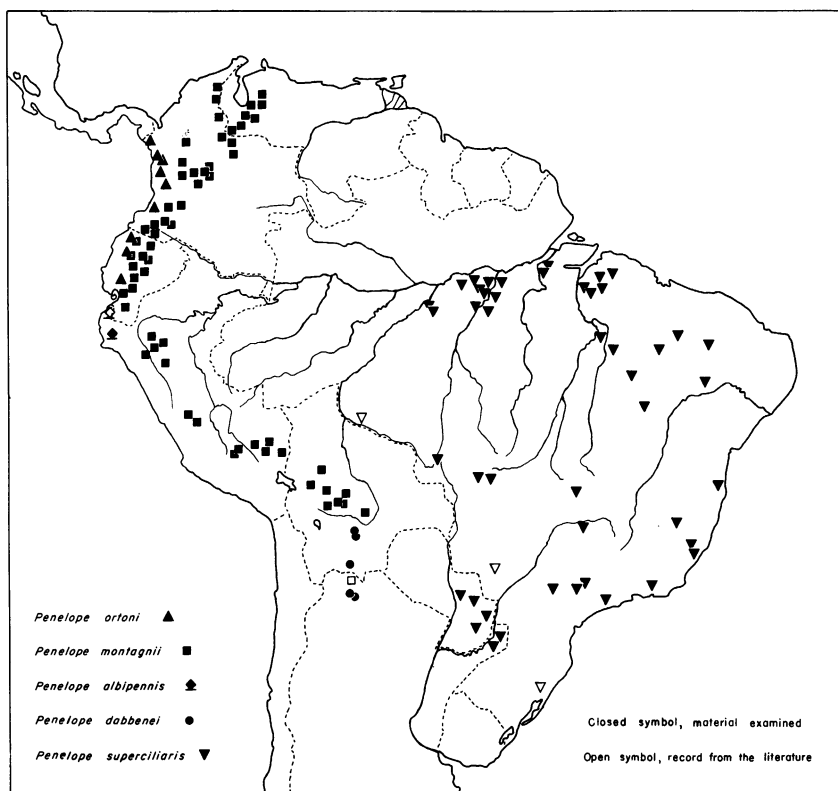 Penelope ortoni
Penelope montagnii
Penelope albipennis
Penelope dabbenei
Penelope superciliaris
Closed symbol, material examined
Open symbol, record from the literature